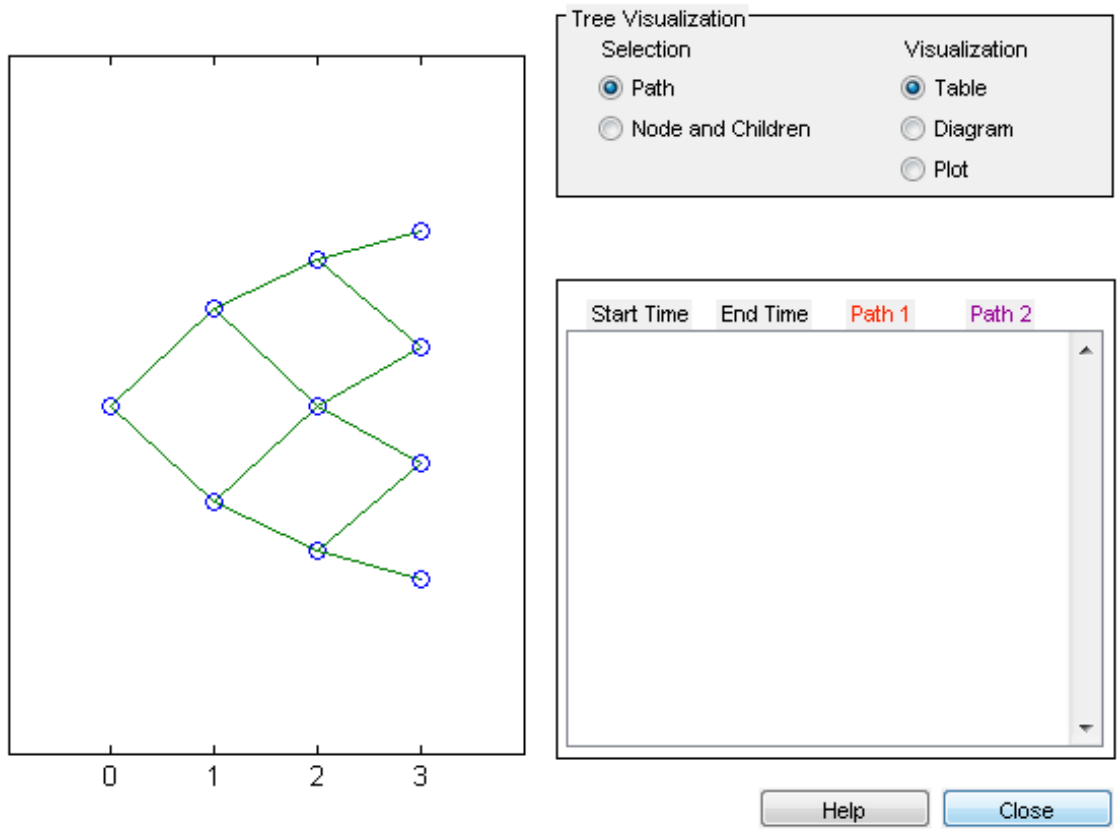 Tree Visualization
Selection
Visualization
Path
Table
Node and Children
Diagram
Plot
Start Time End Time Path 1 Path 2
0 1 2 3
Help Close